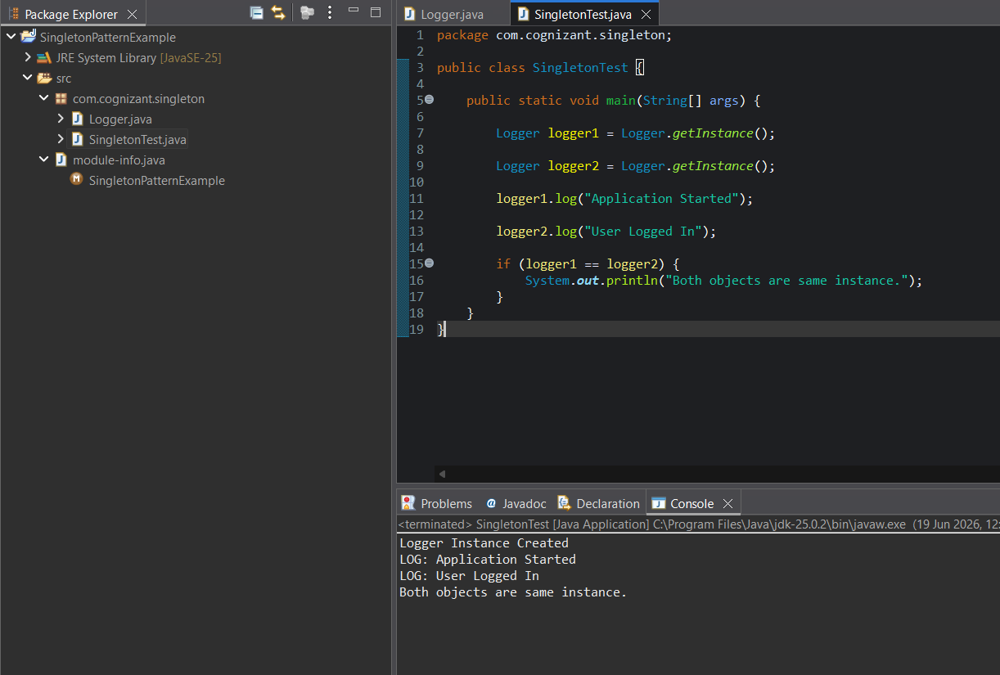 Package Explorer
SingletonPatternExample
JRE System Library [JavaSE-25]
src
com.cognizant.singleton
Logger.java
SingletonTest.java
module-info.java
SingletonPatternExample
Logger.java
SingletonTest.java
1 package com.cognizant.singleton;
2
3 public class SingletonTest {
4
5 public static void main(String[] args) {
6
7 Logger logger1 = Logger.getInstance();
8
9 Logger logger2 = Logger.getInstance();
10
11 logger1.log("Application Started");
12
13 logger2.log("User Logged In");
14
15 if (logger1 == logger2) {
16 System.out.println("Both objects are same instance.");
17 }
18 }
19 }
Problems @ Javadoc Declaration Console
<terminated> SingletonTest [Java Application] C:\Program Files\Java\jdk-25.0.2\bin\javaw.exe (19 Jun 2026, 12:
Logger Instance Created
LOG: Application Started
LOG: User Logged In
Both objects are same instance.